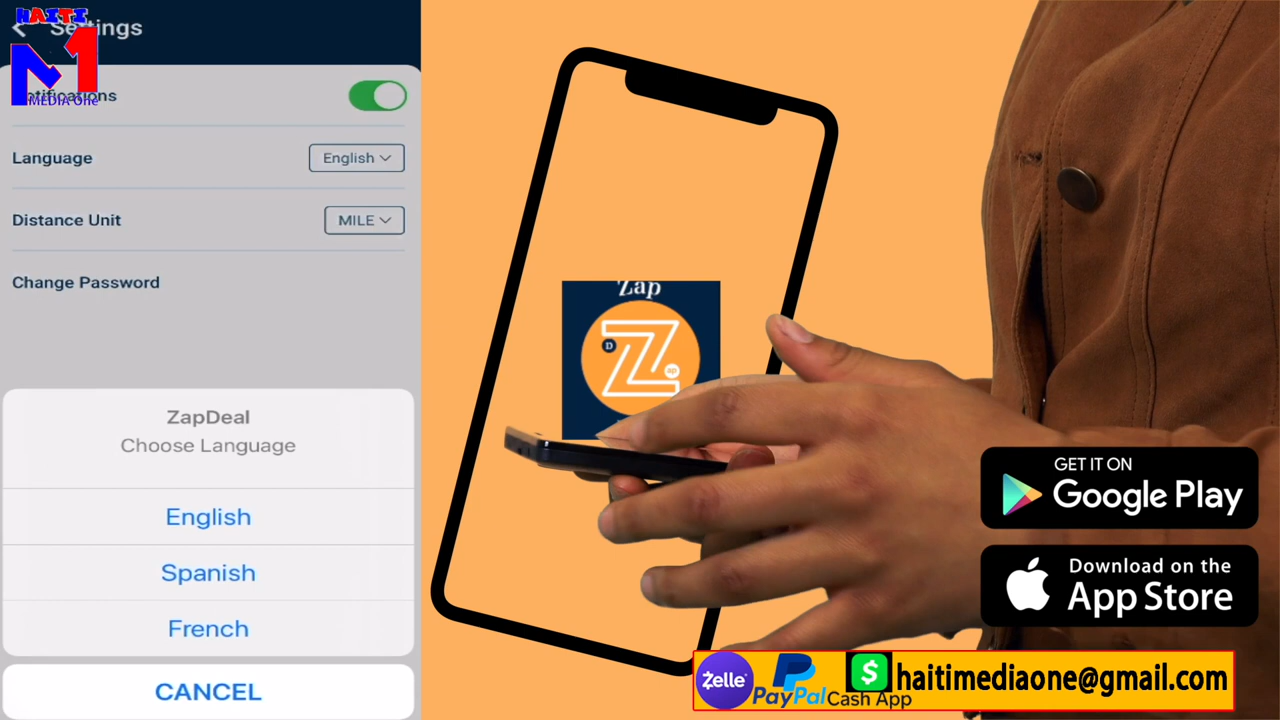 HAITI
MEDIA One
Settings
Notifications
Language
English
Distance Unit
MILE
Change Password
ZapDeal
Choose Language
English
Spanish
French
CANCEL
Zap
Z
D
GET IT ON
Google Play
Download on the
App Store
Zelle
PayPal
$
Cash App
haitimediaone@gmail.com